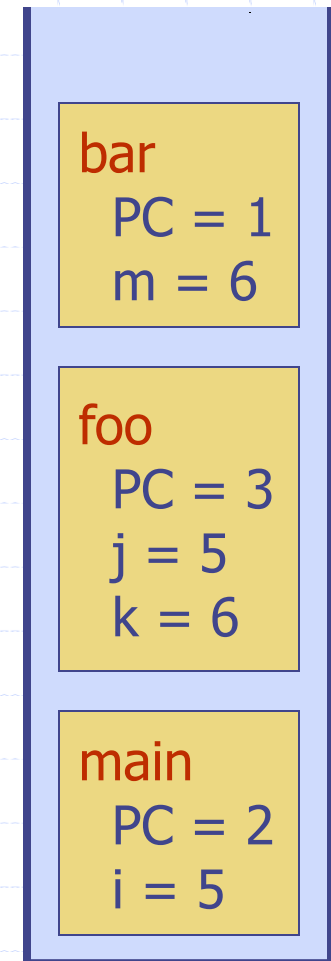 bar
PC = 1
m = 6
foo
PC = 3
j = 5
k = 6
main
PC = 2
i = 5